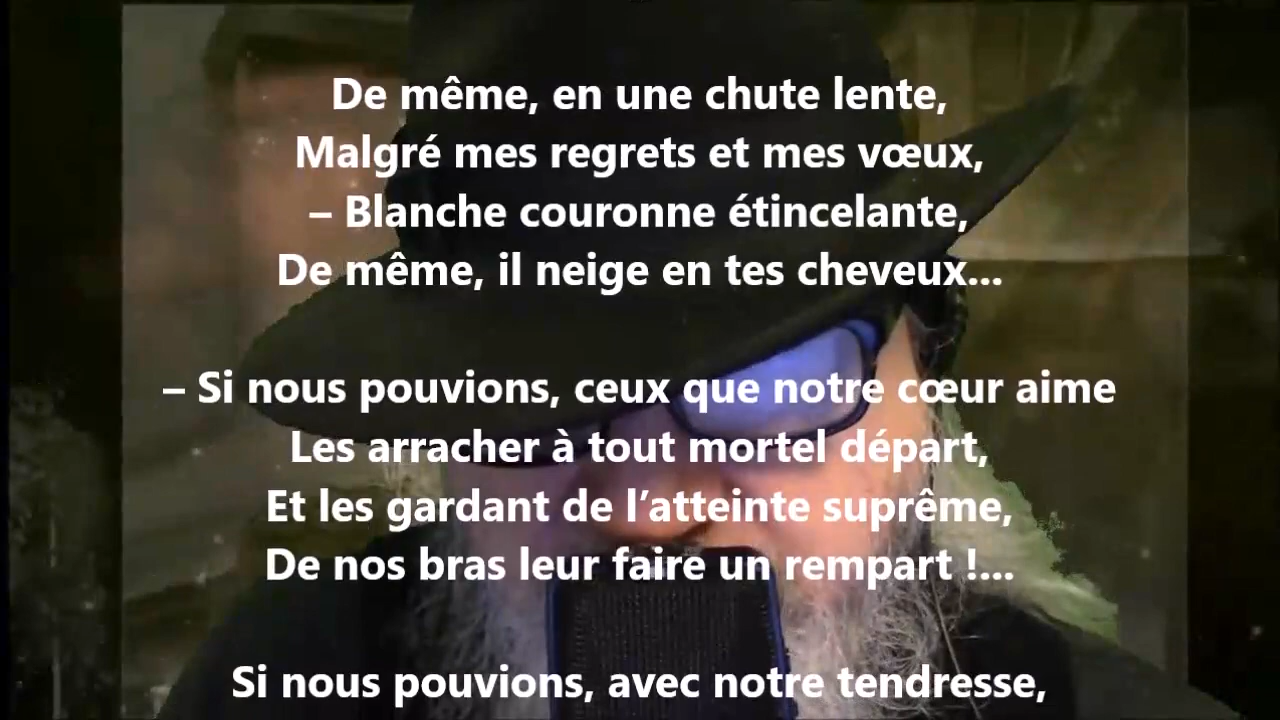 De même, en une chute lente,
Malgré mes regrets et mes vœux,
– Blanche couronne étincelante,
De même, il neige en tes cheveux...
– Si nous pouvions, ceux que notre cœur aime
Les arracher à tout mortel départ,
Et les gardant de l’atteinte suprême,
De nos bras leur faire un rempart !...
Si nous pouvions, avec notre tendresse,